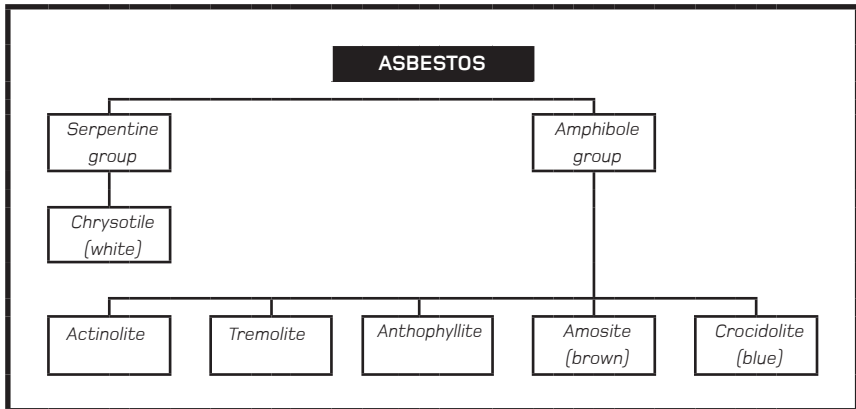 ASBESTOS
Serpentine
group
Amphibole
group
Chrysotile
(white)
Actinolite
Tremolite
Anthophyllite
Amosite
(brown)
Crocidolite
(blue)